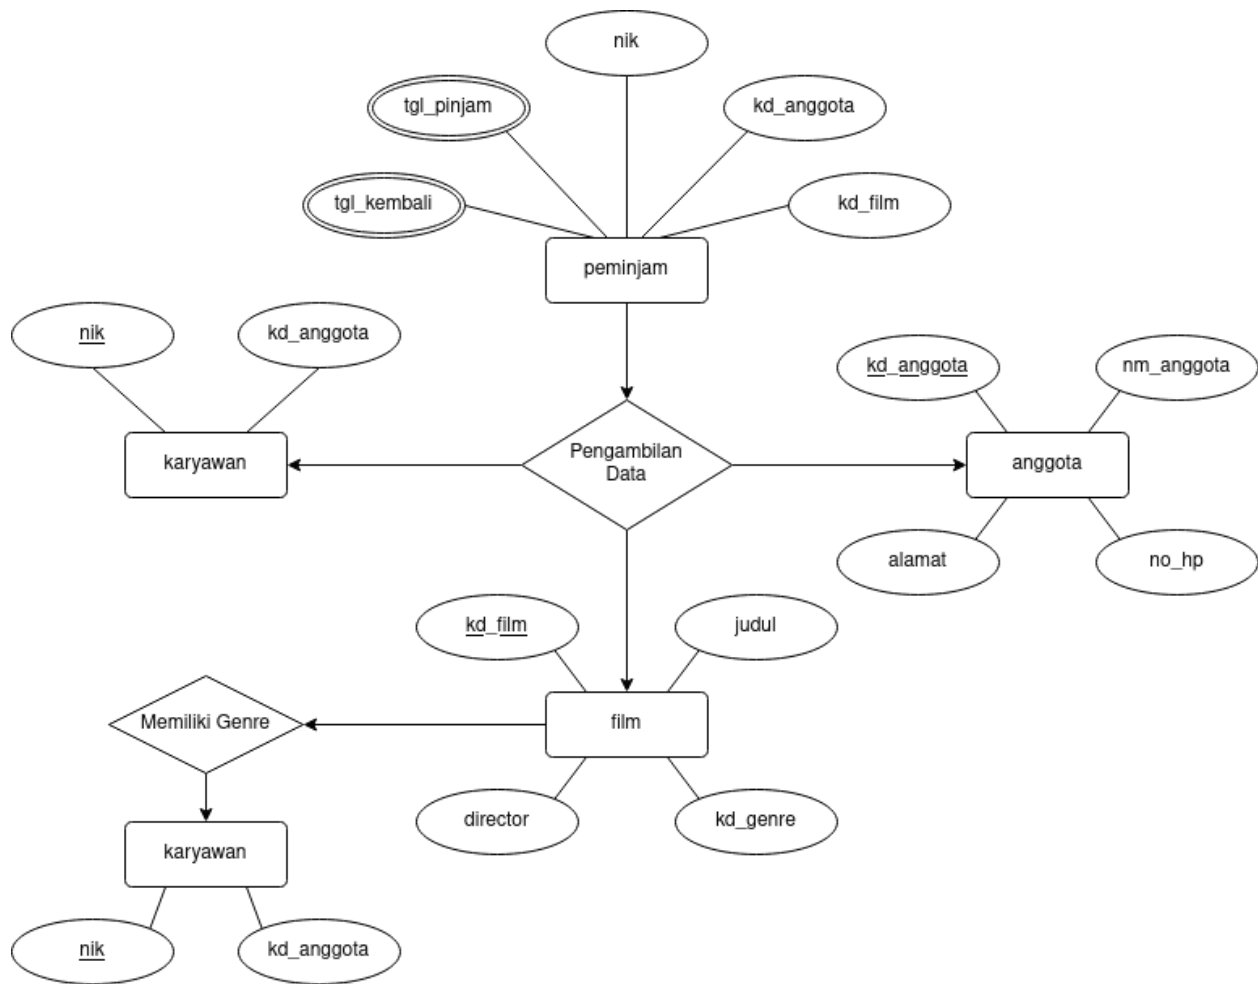 nik
tgl_pinjam
kd_anggota
tgl_kembali
kd_film
peminjam
nik
kd_anggota
kd_anggota
nm_anggota
karyawan
Pengambilan
Data
anggota
alamat
no_hp
kd_film
judul
Memiliki Genre
film
director
kd_genre
karyawan
nik
kd_anggota